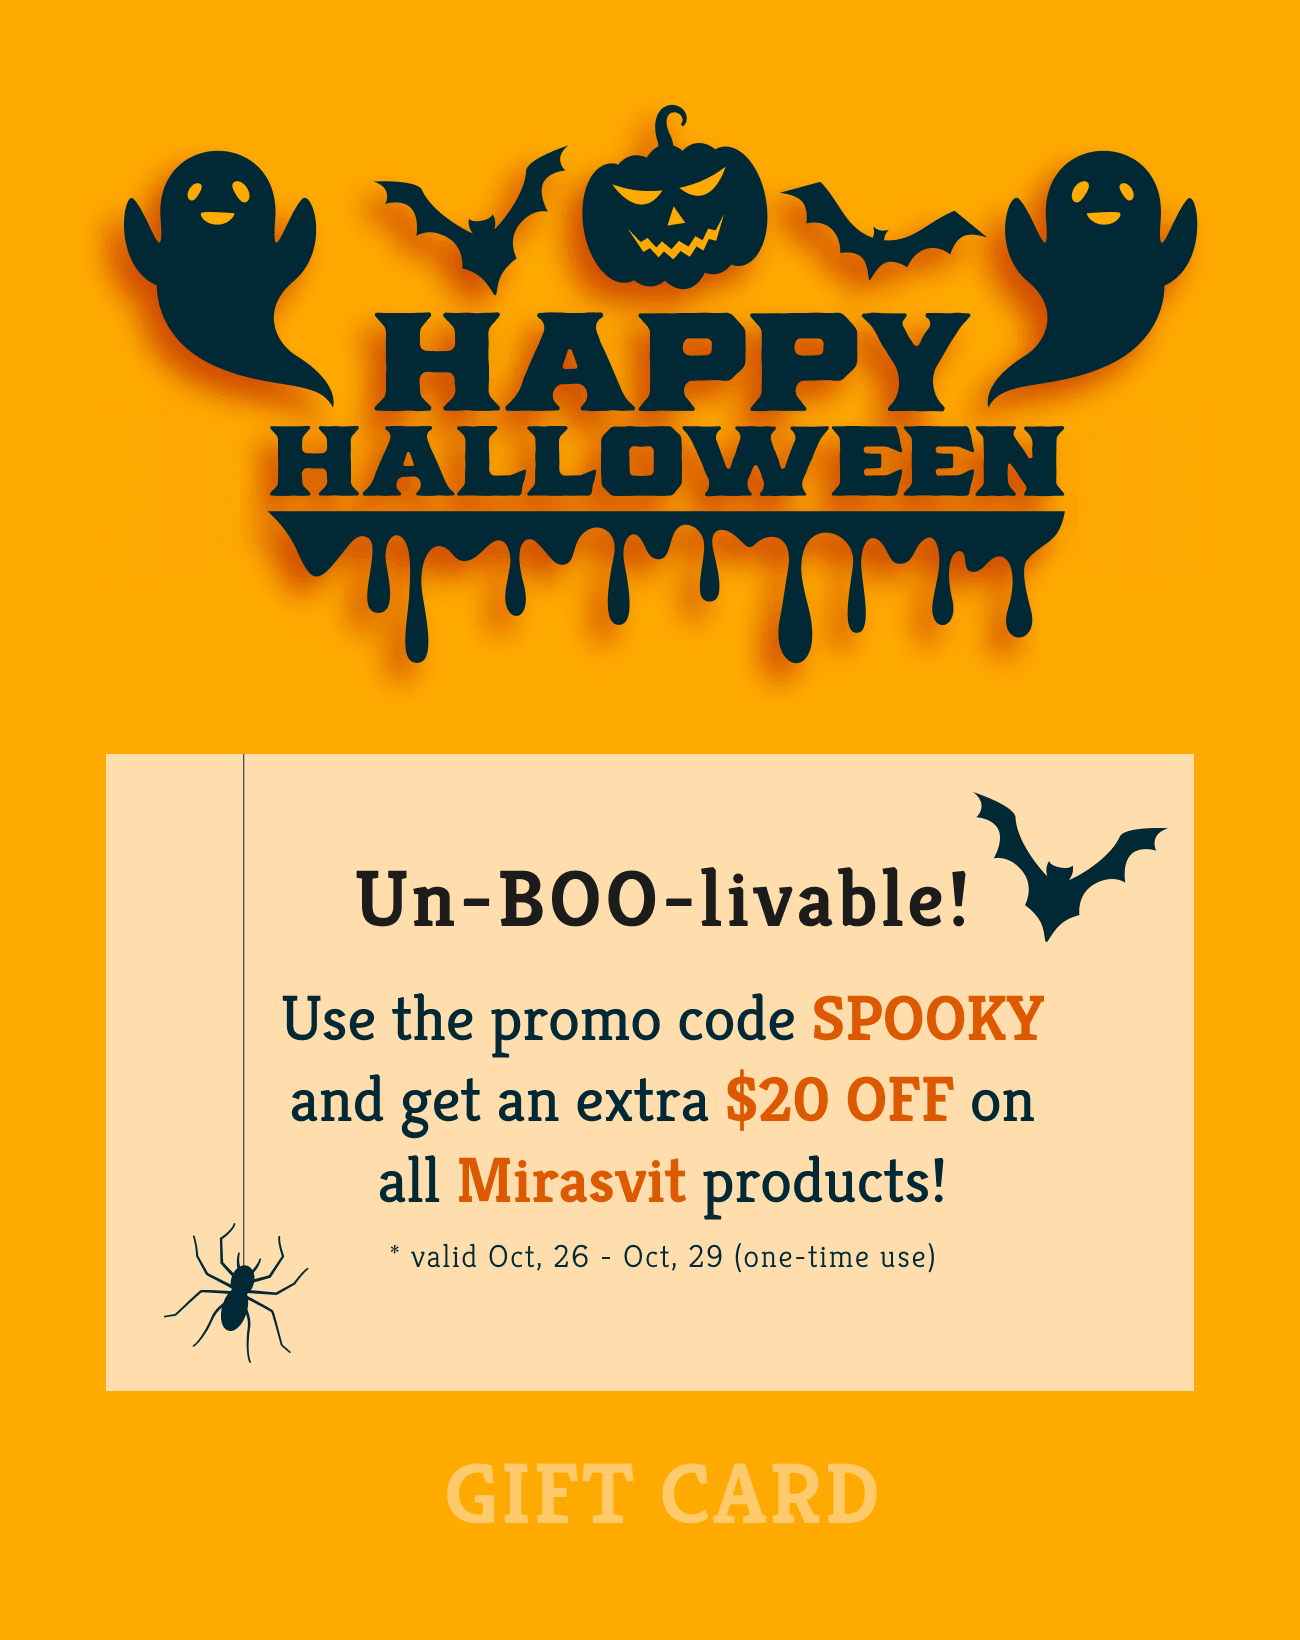 HAPPY
HALLOWEEN
Un-BOO-livable!
Use the promo code SPOOKY
and get an extra $20 OFF on
all Mirasvit products!
* valid Oct, 26 - Oct, 29 (one-time use)
GIFT CARD